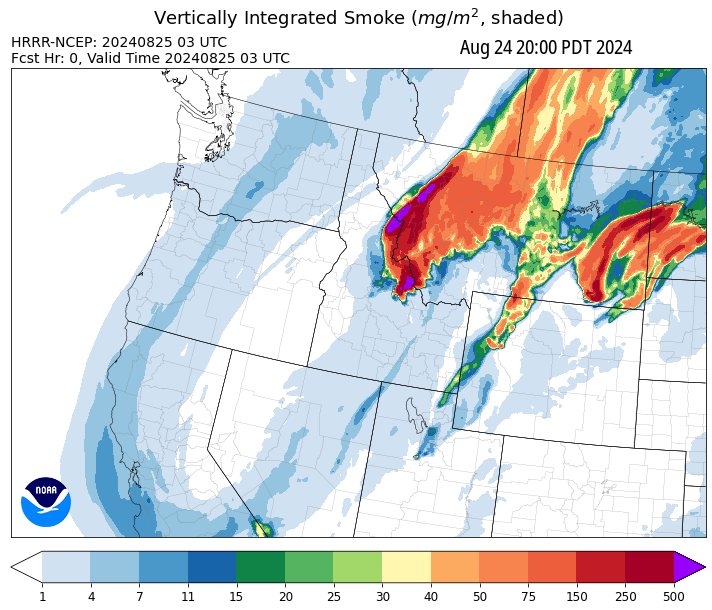 Vertically Integrated Smoke (mg/m², shaded)
HRRR-NCEP: 20240825 03 UTC
Fcst Hr: 0, Valid Time 20240825 03 UTC
Aug 24 20:00 PDT 2024
NOAA
1 4 7 11 15 20 25 30 40 50 75 150 250 500